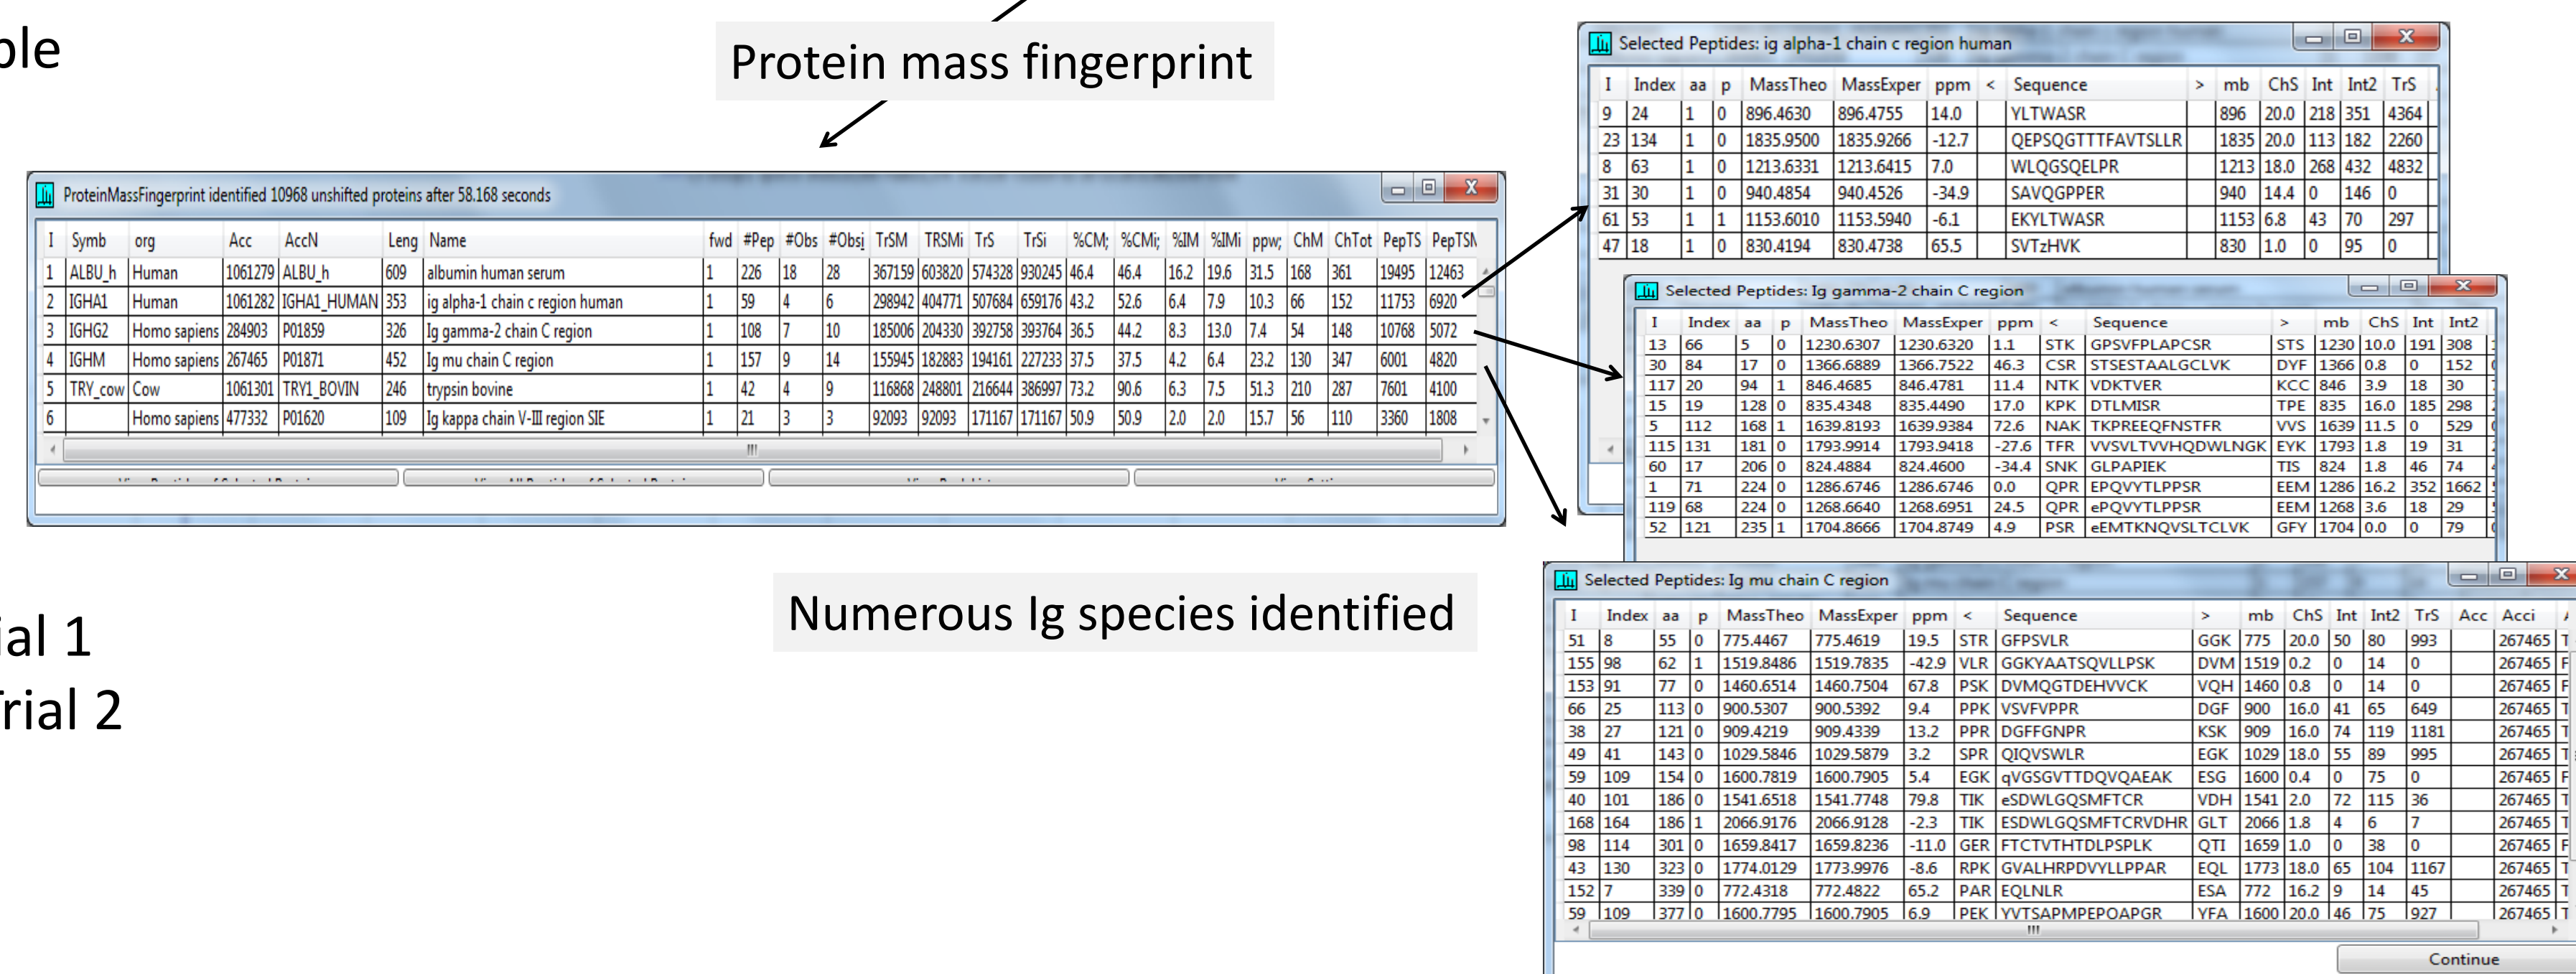 ple
Protein mass fingerprint
ProteinMassFingerprint identified 10968 unshifted proteins after 58.168 seconds
I Symb org Acc AccN Leng Name fwd #Pep #Obs #Obsi TrSM TRSMi TrS TrSi %CM; %CMi; %IM %IMi ppw; ChM ChTot PepTS PepTSM
1 ALBU_h Human 1061279 ALBU_h 609 albumin human serum 1 226 18 28 367159 603820 574328 930245 46.4 46.4 16.2 19.6 31.5 168 361 19495 12463
2 IGHA1 Human 1061282 IGHA1_HUMAN 353 ig alpha-1 chain c region human 1 59 4 6 298942 404771 507684 659176 43.2 52.6 6.4 7.9 10.3 66 152 11753 6920
3 IGHG2 Homo sapiens 284903 P01859 326 Ig gamma-2 chain C region 1 108 7 10 185006 204330 392758 393764 36.5 44.2 8.3 13.0 7.4 54 148 10768 5072
4 IGHM Homo sapiens 267465 P01871 452 Ig mu chain C region 1 157 9 14 155945 182883 194161 227233 37.5 37.5 4.2 6.4 23.2 130 347 6001 4820
5 TRY_cow Cow 1061301 TRY1_BOVIN 246 trypsin bovine 1 42 4 9 116868 248801 216644 386997 73.2 90.6 6.3 7.5 51.3 210 287 7601 4100
6 Homo sapiens 477332 P01620 109 Ig kappa chain V-III region SIE 1 21 3 3 92093 92093 171167 171167 50.9 50.9 2.0 2.0 15.7 56 110 3360 1808
Numerous Ig species identified
ial 1
Trial 2
Selected Peptides: ig alpha-1 chain c region human
I Index aa p MassTheo MassExper ppm < Sequence > mb ChS Int Int2 TrS
9 24 1 0 896.4630 896.4755 14.0 YLTWASR 896 20.0 218 351 4364
23 134 1 0 1835.9500 1835.9266 -12.7 QEPSQGTTTFAVTSLLR 1835 20.0 113 182 2260
8 63 1 0 1213.6331 1213.6415 7.0 WLQGSQELPR 1213 18.0 268 432 4832
31 30 1 0 940.4854 940.4526 -34.9 SAVQGPPER 940 14.4 0 146 0
61 53 1 1 1153.6010 1153.5940 -6.1 EKYLTWASR 1153 6.8 43 70 297
47 18 1 0 830.4194 830.4738 65.5 SVTzHVK 830 1.0 0 95 0
Selected Peptides: Ig gamma-2 chain C region
I Index aa p MassTheo MassExper ppm < Sequence > mb ChS Int Int2
13 66 5 0 1230.6307 1230.6320 1.1 STK GPSVFPLAPCSR STS 1230 10.0 191 308
30 84 17 0 1366.6889 1366.7522 46.3 CSR STSESTAALGCLVK DYF 1366 0.8 0 152
117 20 94 1 846.4685 846.4781 11.4 NTK VDKTVER KCC 846 3.9 18 30
15 19 128 0 835.4348 835.4490 17.0 KPK DTLMISR TPE 835 16.0 185 298
5 112 168 1 1639.8193 1639.9384 72.6 NAK TKPREEQFNSTFR VVS 1639 11.5 0 529
115 131 181 0 1793.9914 1793.9418 -27.6 TFR VVSVLTVVHQDWLNGK EYK 1793 1.8 19 31
60 17 206 0 824.4884 824.4600 -34.4 SNK GLPAPIEK TIS 824 1.8 46 74
1 71 224 0 1286.6746 1286.6746 0.0 QPR EPQVYTLPPSR EEM 1286 16.2 352 1662
119 68 224 0 1268.6640 1268.6951 24.5 QPR ePQVYTLPPSR EEM 1268 3.6 18 29
52 121 235 1 1704.8666 1704.8749 4.9 PSR eEMTKNQVSLTCLVK GFY 1704 0.0 0 79
Selected Peptides: Ig mu chain C region
I Index aa p MassTheo MassExper ppm < Sequence > mb ChS Int Int2 TrS Acc Acci
51 8 55 0 775.4467 775.4619 19.5 STR GFPSVLR GGK 775 20.0 50 80 993 267465 T
155 98 62 1 1519.8486 1519.7835 -42.9 VLR GGKYAATSQVLLPSK DVM 1519 0.2 0 14 0 267465 F
153 91 77 0 1460.6514 1460.7504 67.8 PSK DVMQGTDEHVVCK VQH 1460 0.8 0 14 0 267465 F
66 25 113 0 900.5307 900.5392 9.4 PPK VSVFVPPR DGF 900 16.0 41 65 649 267465 T
38 27 121 0 909.4219 909.4339 13.2 PPR DGFFGNPR KSK 909 16.0 74 119 1181 267465 T
49 41 143 0 1029.5846 1029.5879 3.2 SPR QIQVSWLR EGK 1029 18.0 55 89 995 267465 T
59 109 154 0 1600.7819 1600.7905 5.4 EGK qVGSGVTTDQVQAEAK ESG 1600 0.4 0 75 0 267465 F
40 101 186 0 1541.6518 1541.7748 79.8 TIK eSDWLGQSMFTCR VDH 1541 2.0 72 115 36 267465 T
168 164 186 1 2066.9176 2066.9128 -2.3 TIK ESDWLGQSMFTCRVDHR GLT 2066 1.8 4 6 7 267465 T
98 114 301 0 1659.8417 1659.8236 -11.0 GER FTCTVTHTDLPSPLK QTI 1659 1.0 0 38 0 267465 F
43 130 323 0 1774.0129 1773.9976 -8.6 RPK GVALHRPDVYLLPPAR EQL 1773 18.0 65 104 1167 267465 T
152 7 339 0 772.4318 772.4822 65.2 PAR EQLNLR ESA 772 16.2 9 14 45 267465 T
59 109 377 0 1600.7795 1600.7905 6.9 PEK YVTSAPMPEPQAPGR YFA 1600 20.0 46 75 927 267465 T
Continue